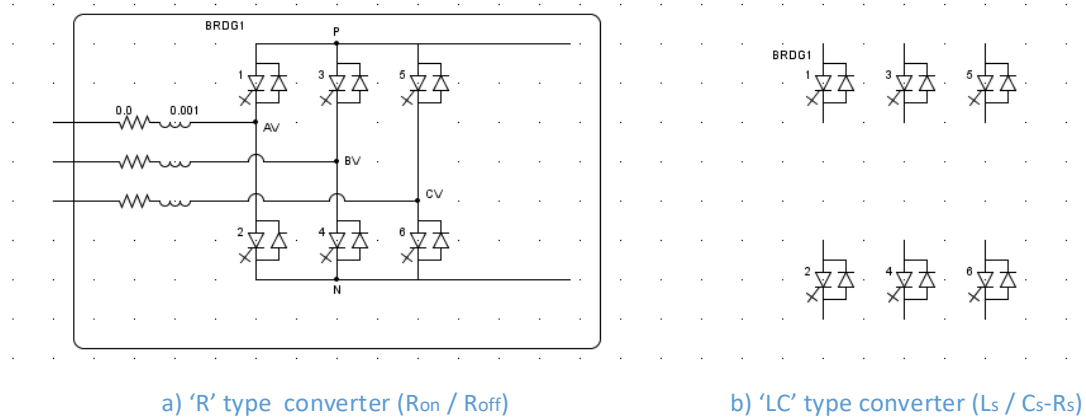 BRDG1
P
1 3 5
0.0 0.001
AV
BV
CV
2 4 6
N
BRDG1
1 3 5
2 4 6
a) ‘R’ type converter (Ron / Roff)
b) ‘LC’ type converter (Ls / Cs-Rs)